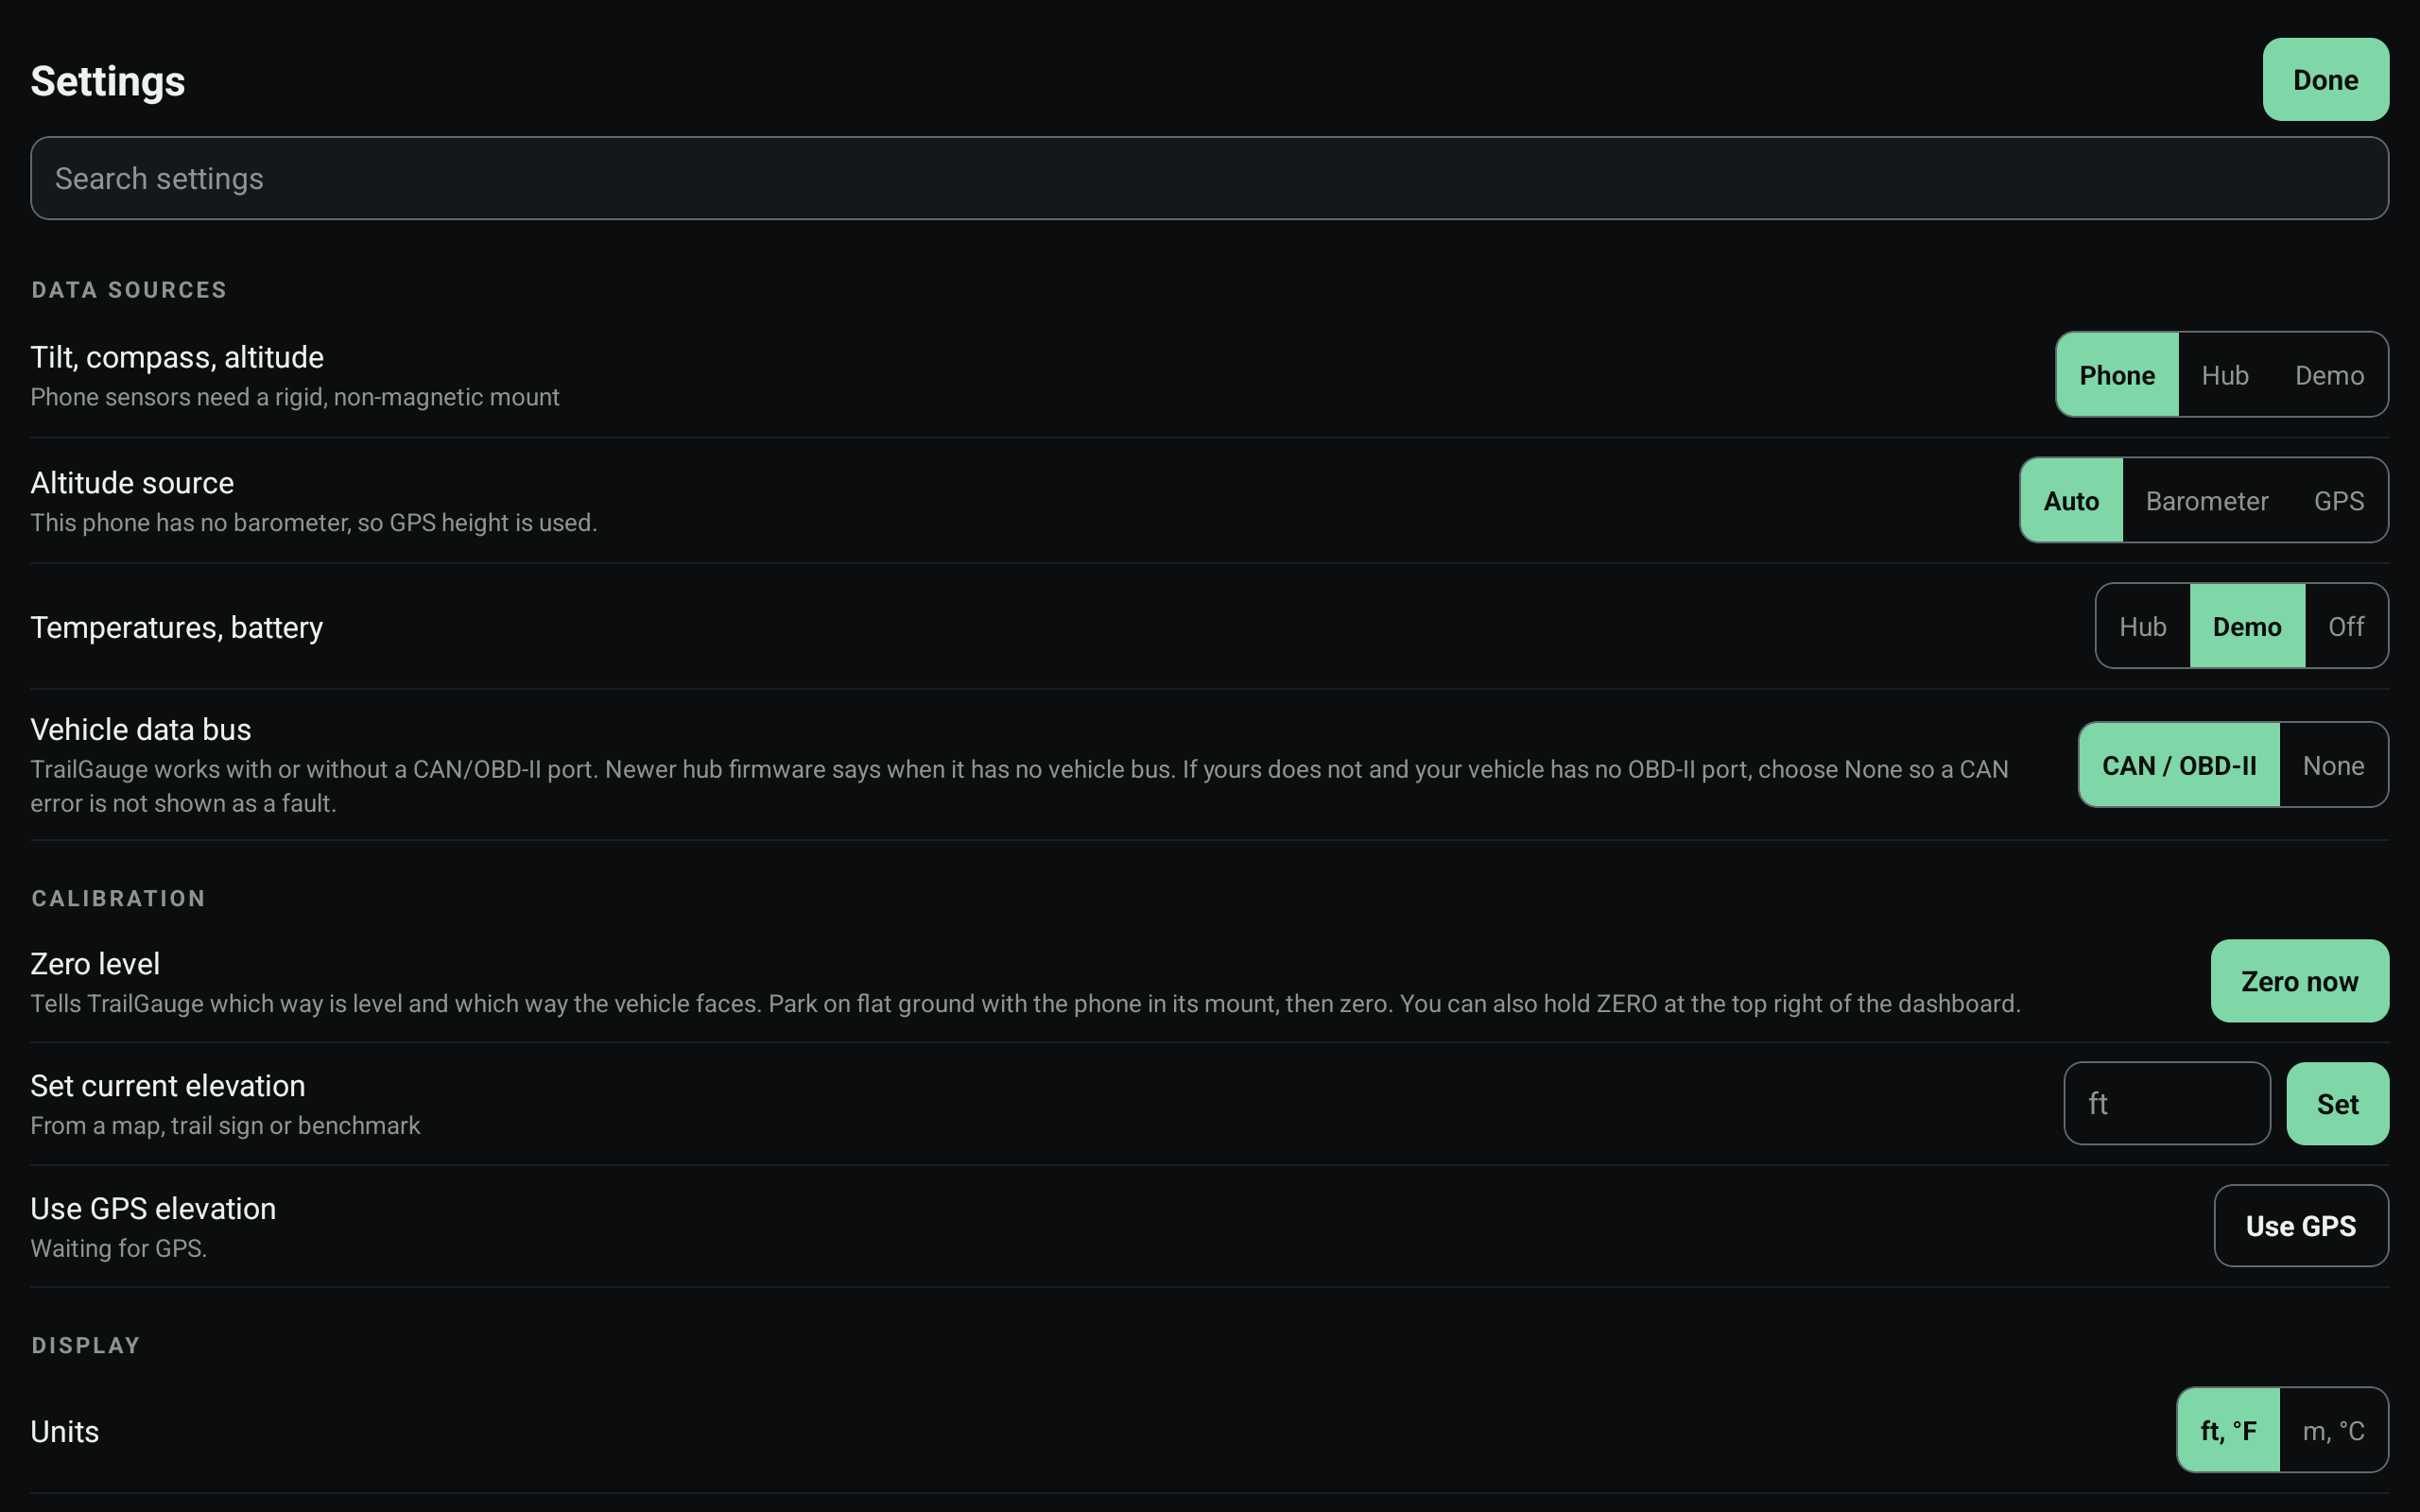 Settings
Done
Search settings
DATA SOURCES
Tilt, compass, altitude
Phone sensors need a rigid, non-magnetic mount
Phone Hub Demo
Altitude source
This phone has no barometer, so GPS height is used.
Auto Barometer GPS
Temperatures, battery
Hub Demo Off
Vehicle data bus
TrailGauge works with or without a CAN/OBD-II port. Newer hub firmware says when it has no vehicle bus. If yours does not and your vehicle has no OBD-II port, choose None so a CAN
error is not shown as a fault.
CAN / OBD-II None
CALIBRATION
Zero level
Tells TrailGauge which way is level and which way the vehicle faces. Park on flat ground with the phone in its mount, then zero. You can also hold ZERO at the top right of the dashboard.
Zero now
Set current elevation
From a map, trail sign or benchmark
ft Set
Use GPS elevation
Waiting for GPS.
Use GPS
DISPLAY
Units
ft, °F m, °C